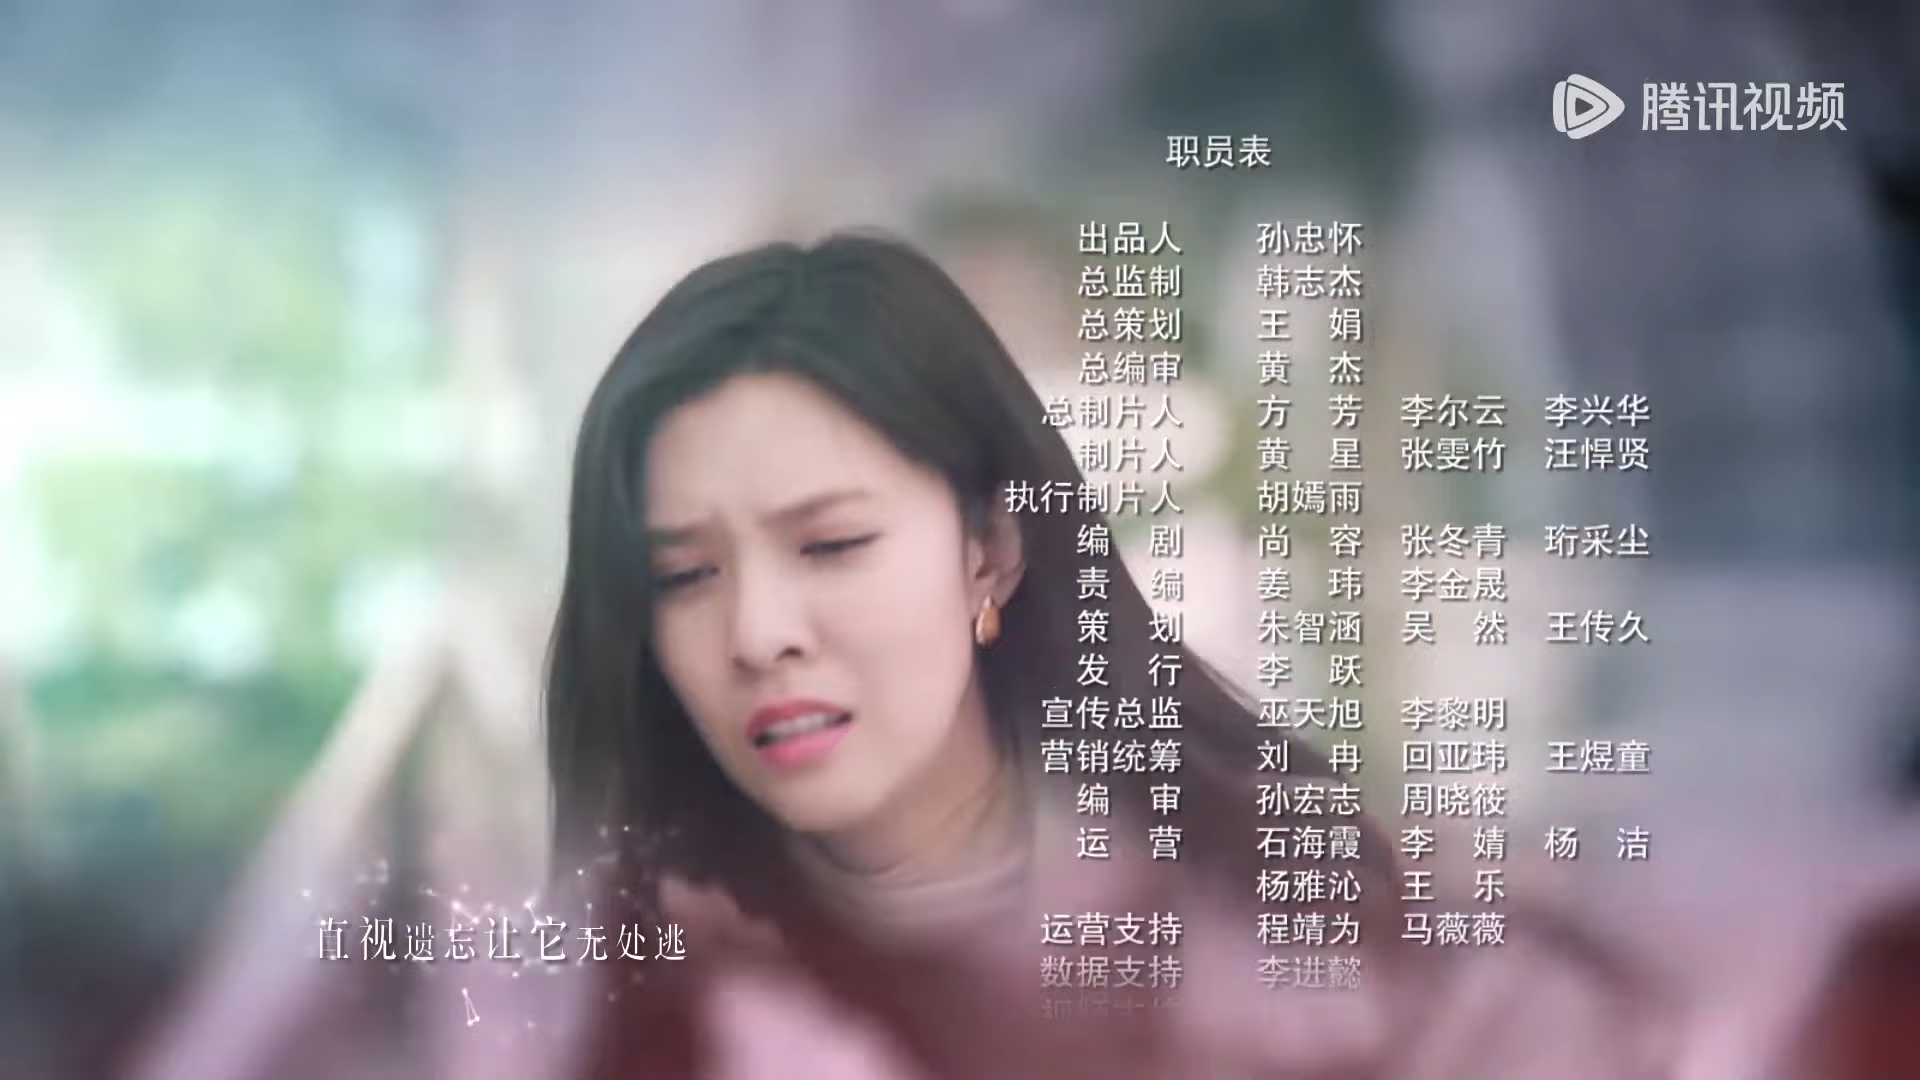 腾讯视频
职员表
出品人 孙忠怀
总监制 韩志杰
总策划 王 娟
总编审 黄 杰
总制片人 方 芳 李尔云 李兴华
制片人 黄 星 张雯竹 汪悍贤
执行制片人 胡嫣雨
编 剧 尚 容 张冬青 珩采尘
责 编 姜 玮 李金晟
策 划 朱智涵 吴 然 王传久
发 行 李 跃
宣传总监 巫天旭 李黎明
营销统筹 刘 冉 回亚玮 王煜童
编 审 孙宏志 周晓筱
运 营 石海霞 李 婧 杨 洁
杨雅沁 王 乐
运营支持 程靖为 马薇薇
数据支持 李进懿
直视遗忘让它无处逃